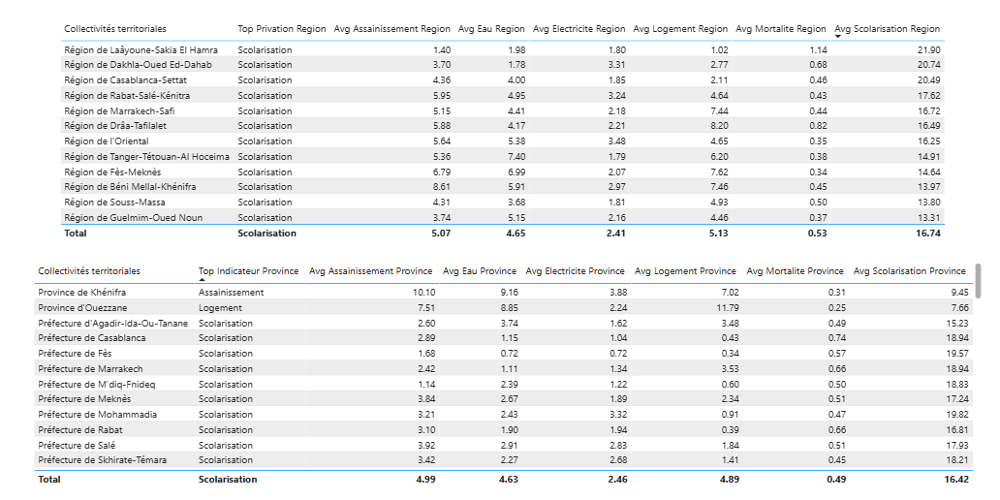 Collectivités territoriales Top Privation Region Avg Assainissement Region Avg Eau Region Avg Electricite Region Avg Logement Region Avg Mortalite Region Avg Scolarisation Region
Région de Laâyoune-Sakia El Hamra Scolarisation 1.40 1.98 1.80 1.02 1.14 21.90
Région de Dakhla-Oued Ed-Dahab Scolarisation 3.70 1.78 3.31 2.77 0.68 20.74
Région de Casablanca-Settat Scolarisation 4.36 4.00 1.85 2.11 0.46 20.49
Région de Rabat-Salé-Kénitra Scolarisation 5.95 4.95 3.24 4.64 0.43 17.62
Région de Marrakech-Safi Scolarisation 5.15 4.41 2.18 7.44 0.44 16.72
Région de Drâa-Tafilalet Scolarisation 5.88 4.17 2.21 8.20 0.82 16.49
Région de l'Oriental Scolarisation 5.64 5.38 3.48 4.65 0.35 16.25
Région de Tanger-Tétouan-Al Hoceima Scolarisation 5.36 7.40 1.79 6.20 0.38 14.91
Région de Fès-Meknès Scolarisation 6.79 6.99 2.07 7.62 0.34 14.64
Région de Béni Mellal-Khénifra Scolarisation 8.61 5.91 2.97 7.46 0.45 13.97
Région de Souss-Massa Scolarisation 4.31 3.68 1.81 4.93 0.50 13.80
Région de Guelmim-Oued Noun Scolarisation 3.74 5.15 2.16 4.46 0.37 13.31
Total Scolarisation 5.07 4.65 2.41 5.13 0.53 16.74
Collectivités territoriales Top Indicateur Province Avg Assainissement Province Avg Eau Province Avg Electricite Province Avg Logement Province Avg Mortalite Province Avg Scolarisation Province
Province de Khénifra Assainissement 10.10 9.16 3.88 7.02 0.31 9.45
Province d'Ouezzane Logement 7.51 8.85 2.24 11.79 0.25 7.66
Préfecture d'Agadir-Ida-Ou-Tanane Scolarisation 2.60 3.74 1.62 3.48 0.49 15.23
Préfecture de Casablanca Scolarisation 2.89 1.15 1.04 0.43 0.74 18.94
Préfecture de Fès Scolarisation 1.68 0.72 0.72 0.34 0.57 19.57
Préfecture de Marrakech Scolarisation 2.42 1.11 1.34 3.53 0.66 18.94
Préfecture de M'diq-Fnideq Scolarisation 1.14 2.39 1.22 0.60 0.50 18.83
Préfecture de Meknès Scolarisation 3.84 2.67 1.89 2.34 0.51 17.24
Préfecture de Mohammadia Scolarisation 3.21 2.43 3.32 0.91 0.47 19.82
Préfecture de Rabat Scolarisation 3.10 1.90 1.94 0.39 0.66 16.81
Préfecture de Salé Scolarisation 3.92 2.91 2.83 1.84 0.51 17.93
Préfecture de Skhirate-Témara Scolarisation 3.42 2.27 2.68 1.41 0.45 18.21
Total Scolarisation 4.99 4.63 2.46 4.89 0.49 16.42